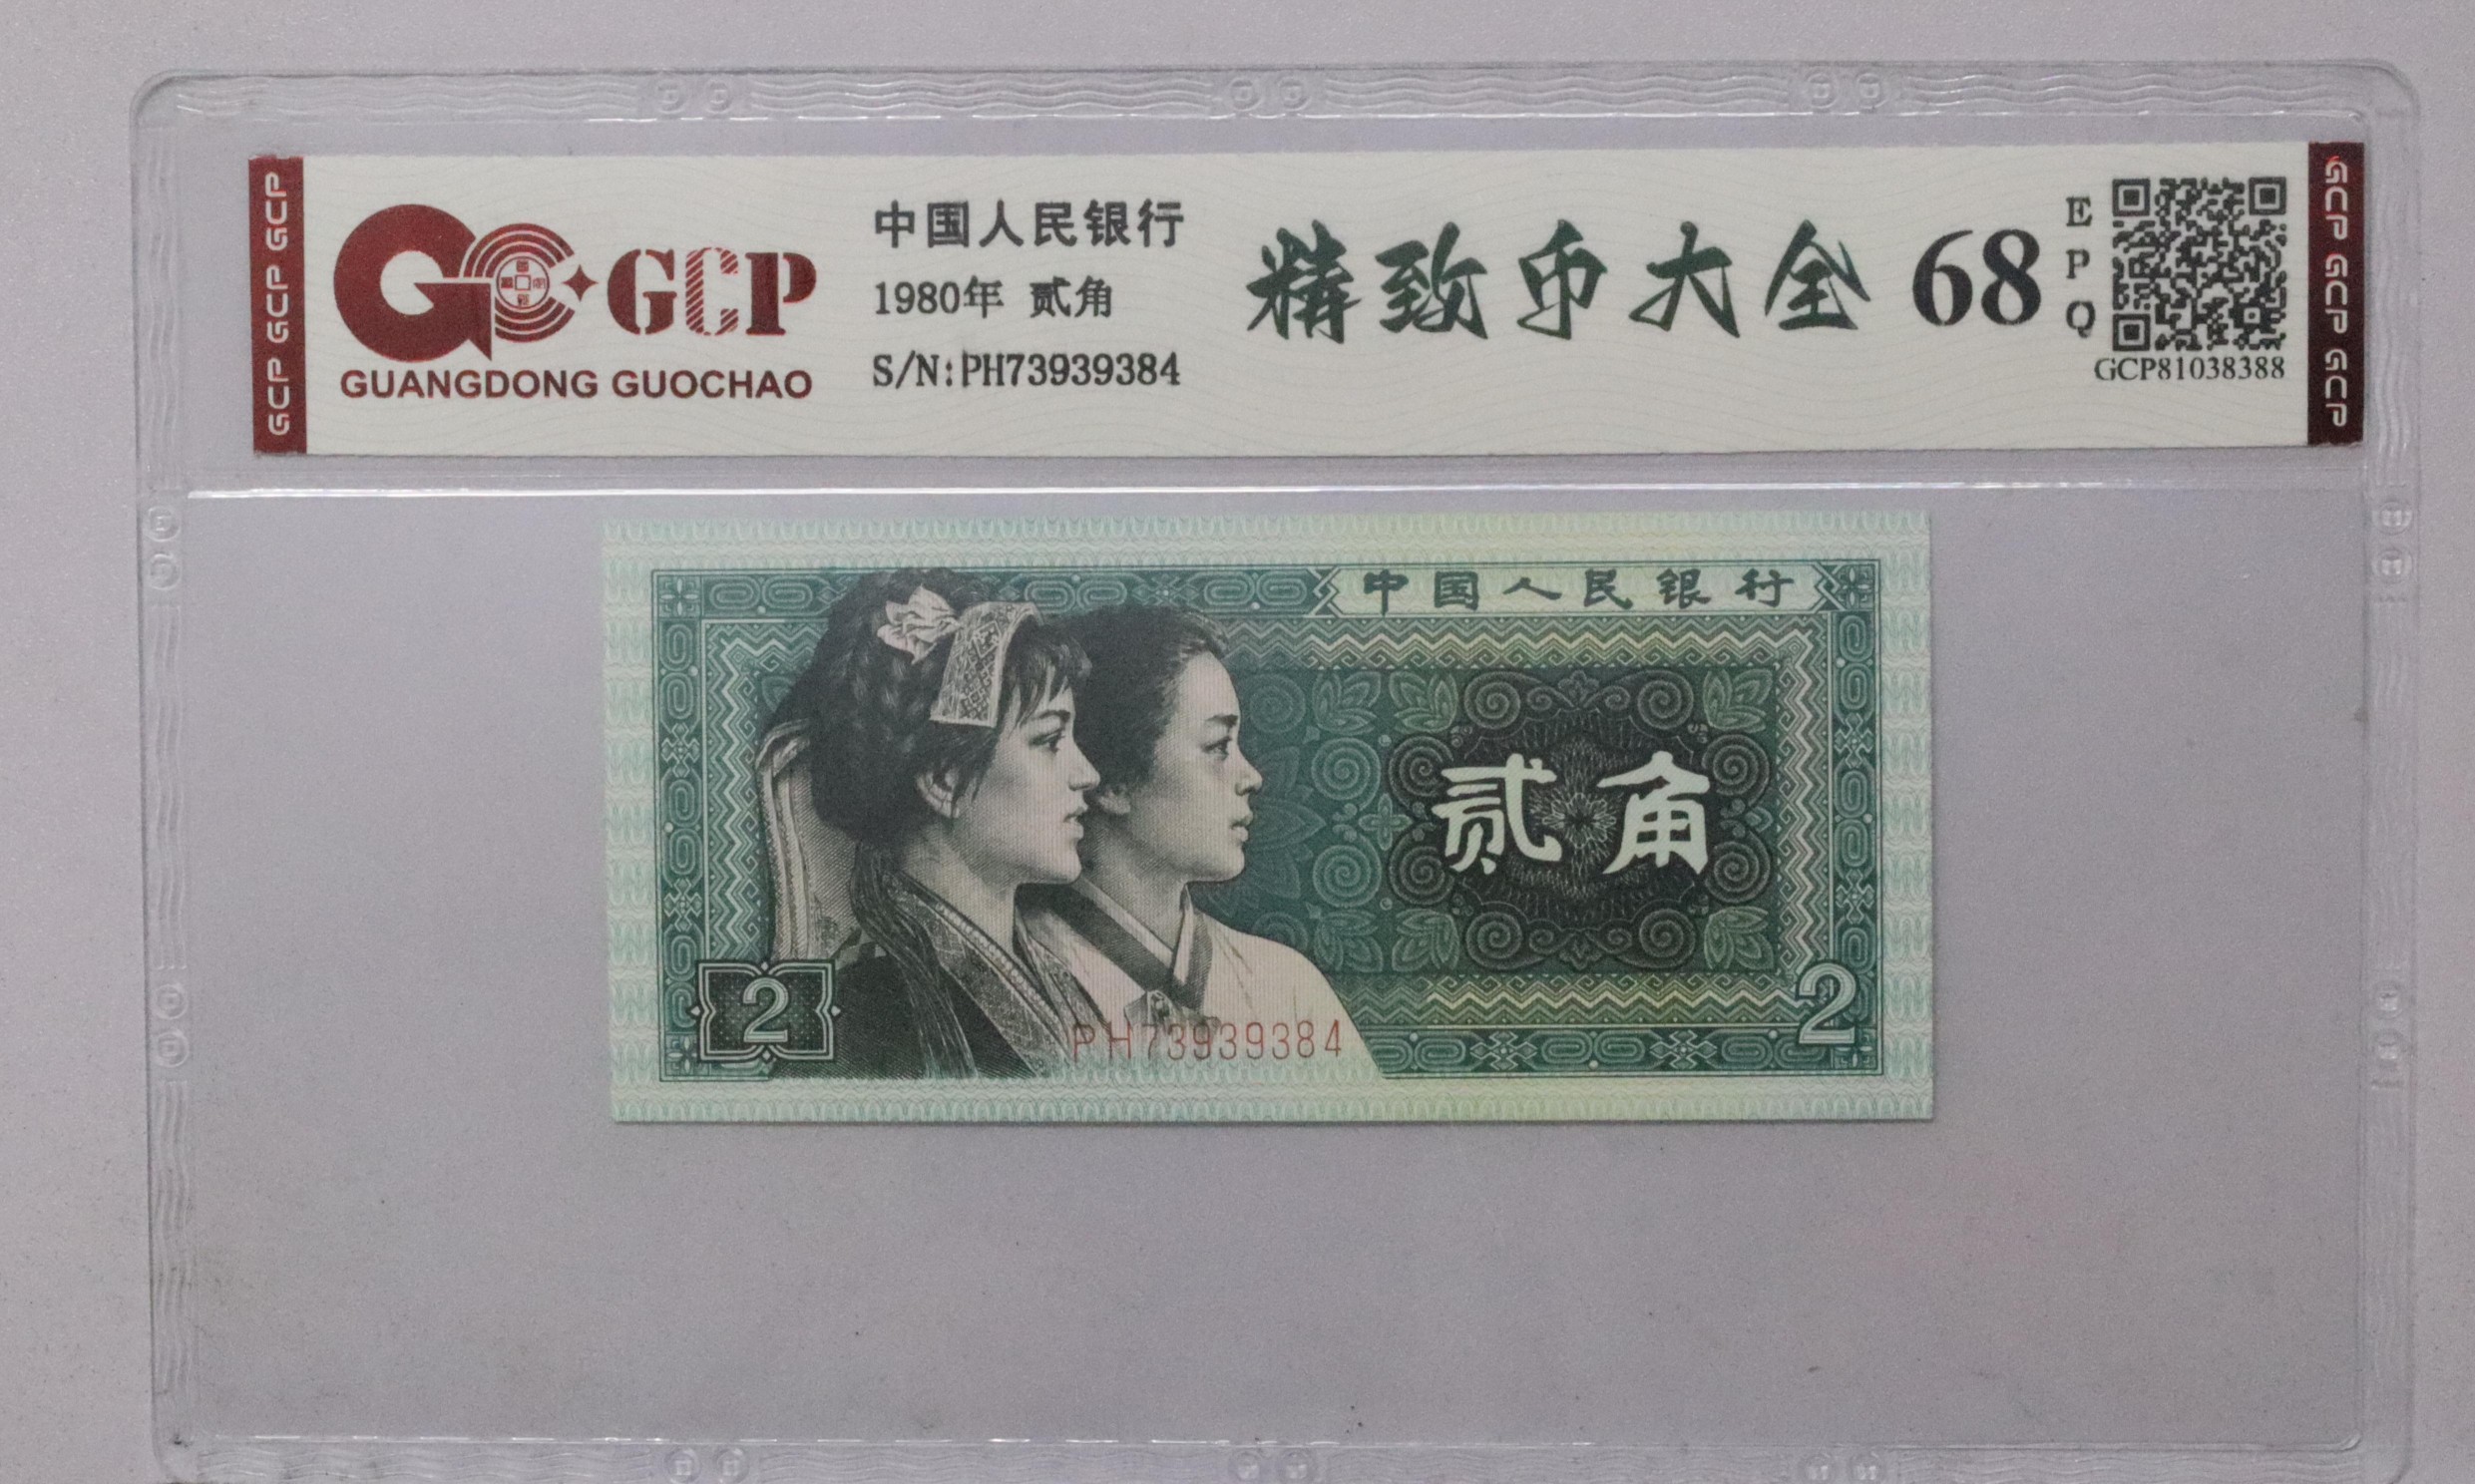 GCP GCP GCP
GCP
GUANGDONG GUOCHAO
中国人民银行
1980年 贰角
S/N:PH73939384
精致币大全
68
EPQ
GCP81038388
GCP GCP GCP
中国人民银行
贰角
2
PH73939384
2